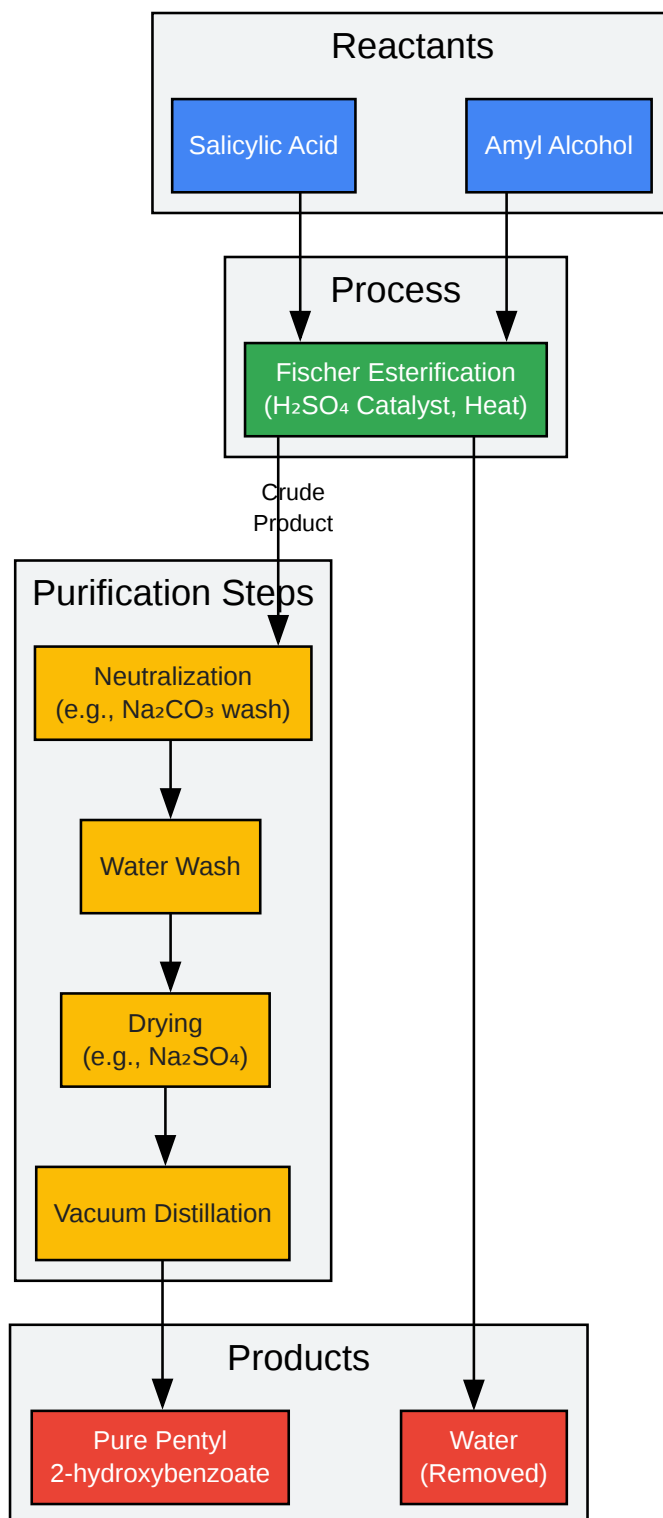 Reactants
Salicylic Acid
Amyl Alcohol
Process
Fischer Esterification
(H₂SO₄ Catalyst, Heat)
Crude
Product
Purification Steps
Neutralization
(e.g., Na₂CO₃ wash)
Water Wash
Drying
(e.g., Na₂SO₄)
Vacuum Distillation
Products
Pure Pentyl
2-hydroxybenzoate
Water
(Removed)